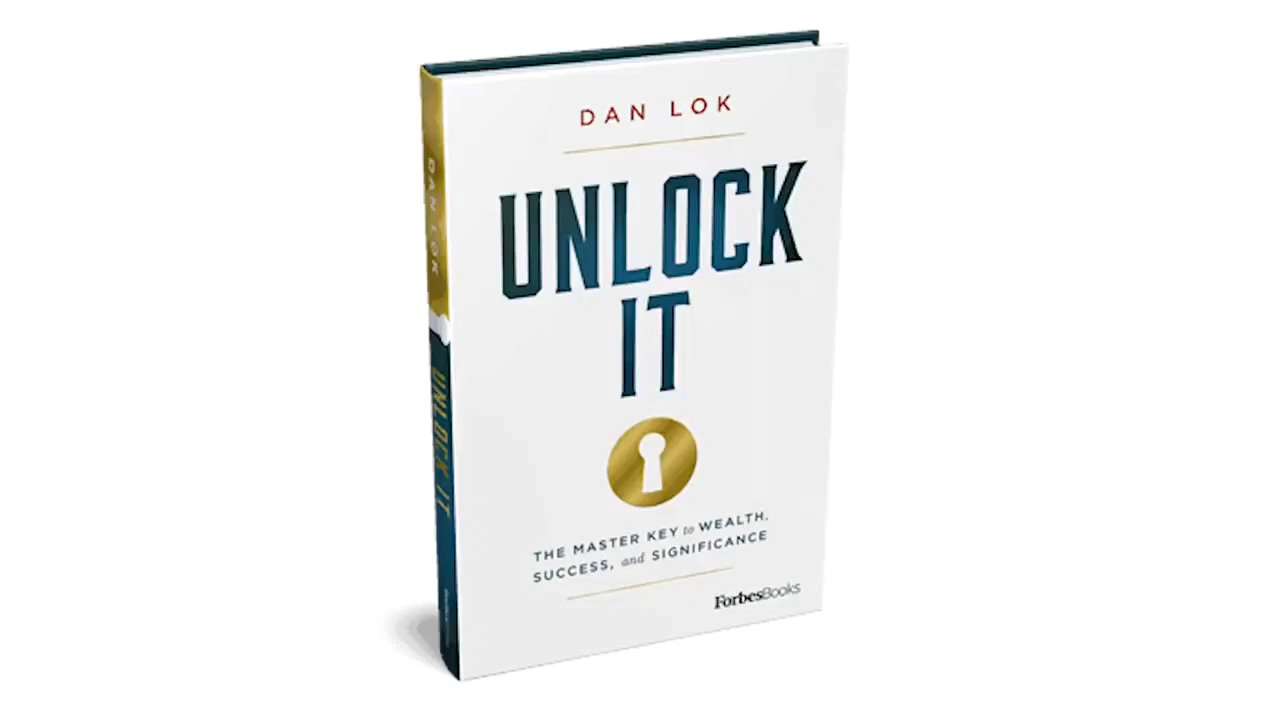 DAN LOK
UNLOCK
IT
THE MASTER KEY to WEALTH,
SUCCESS, and SIGNIFICANCE
ForbesBooks
DAN LOK
UNLOCK IT